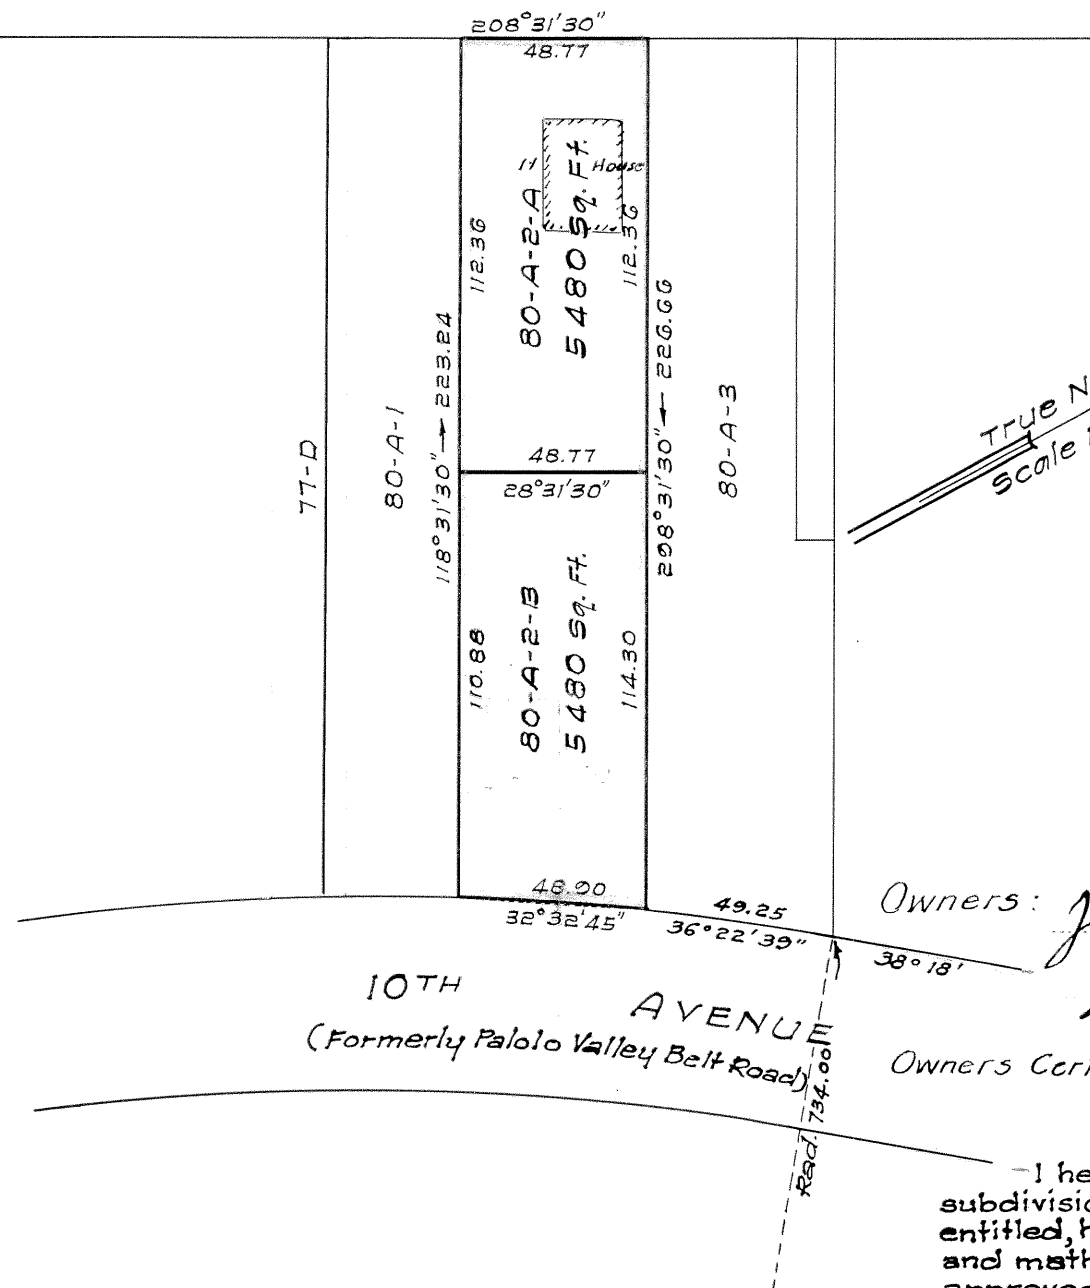 208°31'30"
48.77
House
112.36
80-A-2-A
5480 Sq. Ft.
112.36
118°31'30" → 223.24
298°31'30" ← 226.66
77-D
80-A-1
80-A-3
True N
Scale
48.77
28°31'30"
110.88
80-A-2-B
5480 Sq. Ft.
114.30
48.90
32°32'45"
49.25
36°22'39"
38°18'
Owners:
10TH AVENUE
(Formerly Palolo Valley Belt Road)
Rad. 734.00
Owners Cer
I he
subdivisio
entitled, h
and math
approved